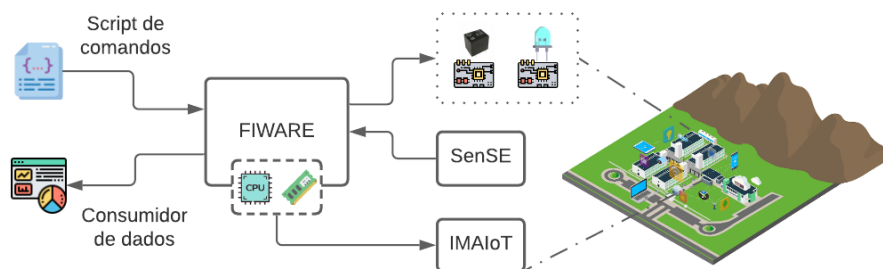 Script de
comandos
{...}
FIWARE
CPU
SenSE
Consumidor
de dados
IMAIoT